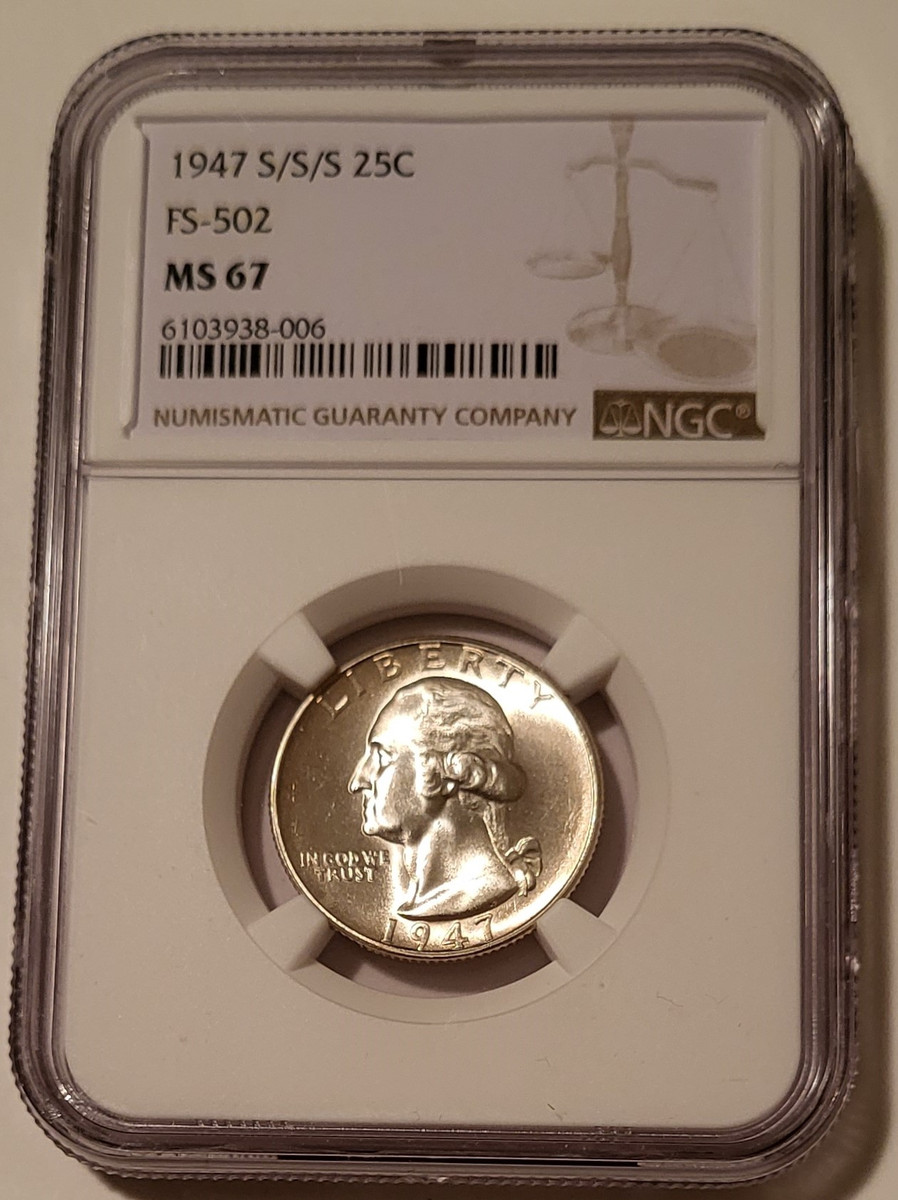 1947 S/S/S 25C
FS-502
MS 67
6103938-006
NUMISMATIC GUARANTY COMPANY NGC®
LIBERTY
IN GOD WE
TRUST
1947